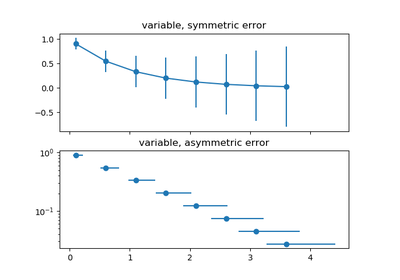 variable, symmetric error
1.0
0.5
0.0
−0.5
variable, asymmetric error
10⁰
10⁻¹
0 1 2 3 4